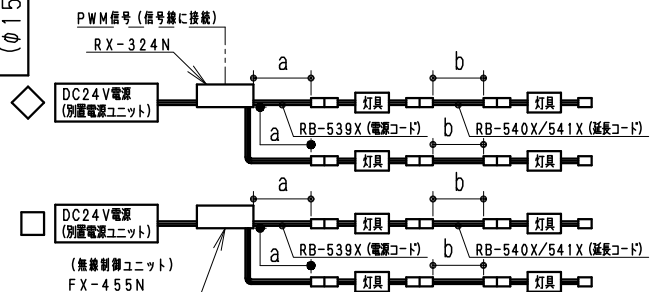 (φ15
PWM信号 (信号線に接続)
RX-324N
a
b
DC24V電源
(別置電源ユニット)
灯具
灯具
RB-539X (電源コード)
RB-540X/541X (延長コード)
a
b
灯具
灯具
a
b
DC24V電源
(別置電源ユニット)
灯具
灯具
RB-539X (電源コード)
RB-540X/541X (延長コード)
a
b
(無線制御ユニット)
FX-455N
灯具
灯具